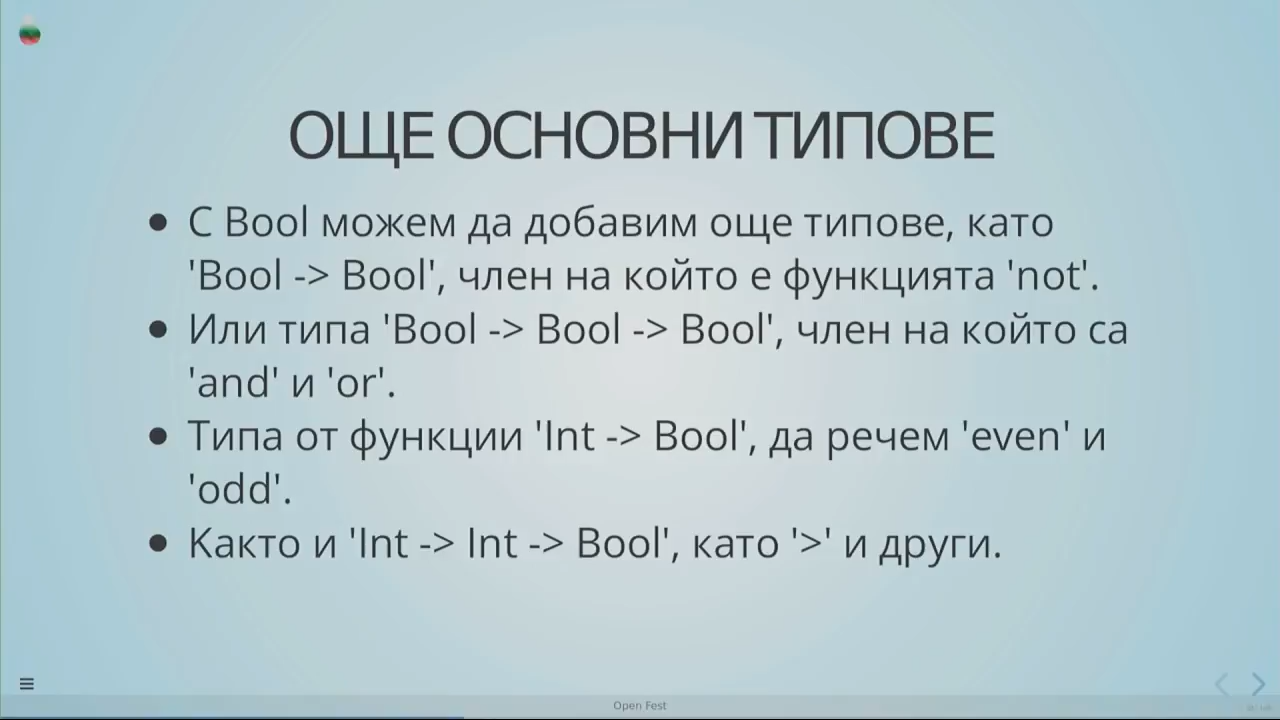 ОЩЕ ОСНОВНИ ТИПОВЕ
● С Bool можем да добавим още типове, като
'Bool -> Bool', член на който е функцията 'not'.
● Или типа 'Bool -> Bool -> Bool', член на който са
'and' и 'or'.
● Типа от функции 'Int -> Bool', да речем 'even' и
'odd'.
● Както и 'Int -> Int -> Bool', като '>' и други.
Open Fest